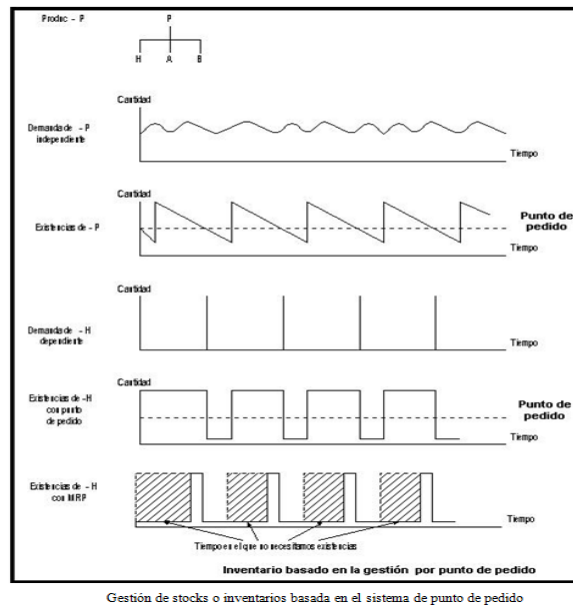 Produc - P
P
H A B
Cantidad
Demanda de - P
independiente
Tiempo
Cantidad
Existencias de - P
Punto de
pedido
Tiempo
Cantidad
Demanda de - H
dependiente
Tiempo
Cantidad
Existencias de -H
con punto
de pedido
Punto de
pedido
Tiempo
Existencias de - H
con MRP
Tiempo en el que no necesitamos existencias
Inventario basado en la gestión por punto de pedido
Gestión de stocks o inventarios basada en el sistema de punto de pedido